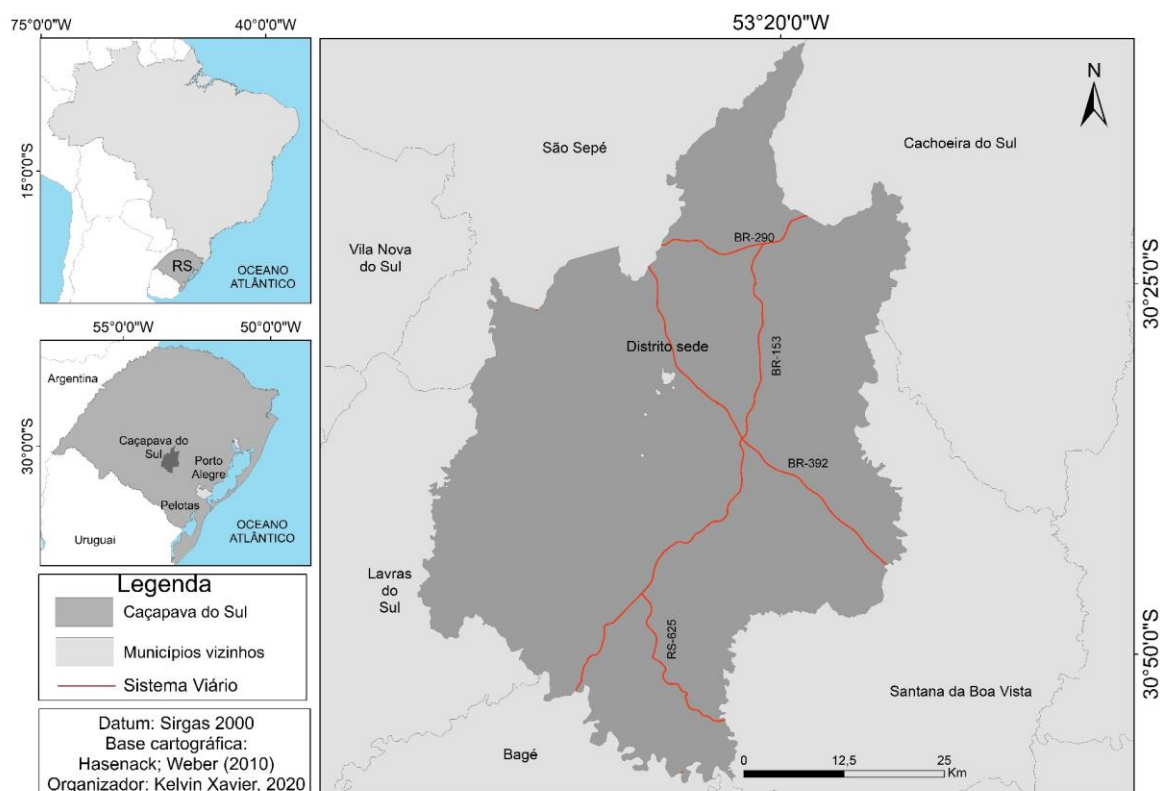 75°0'0"W
40°0'0"W
15°0'0"S
RS
OCEANO
ATLÂNTICO
55°0'0"W
50°0'0"W
30°0'0"S
Argentina
Caçapava do
Sul
Porto
Alegre
Pelotas
Uruguai
OCEANO
ATLÂNTICO
Legenda
Caçapava do Sul
Municípios vizinhos
Sistema Viário
Datum: Sirgas 2000
Base cartográfica:
Hasenack; Weber (2010)
Organizador: Kelvin Xavier, 2020
53°20'0"W
N
São Sepé
Cachoeira do Sul
BR-290
Vila Nova
do Sul
30°25'0"S
Distrito sede
BR-153
BR-392
Lavras
do
Sul
RS-625
30°50'0"S
Santana da Boa Vista
Bagé
0 12,5 25
Km